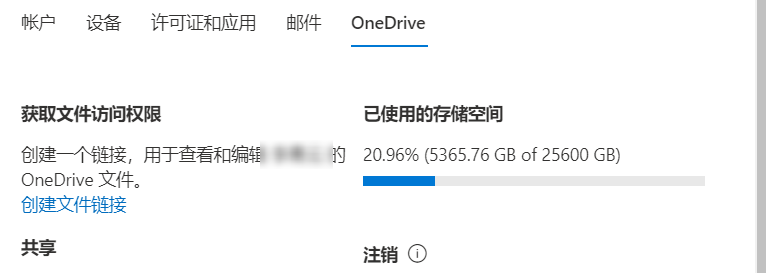 帐户 设备 许可证和应用 邮件 OneDrive
获取文件访问权限
创建一个链接，用于查看和编辑 的
OneDrive 文件。
创建文件链接
已使用的存储空间
20.96% (5365.76 GB of 25600 GB)
共享
注销